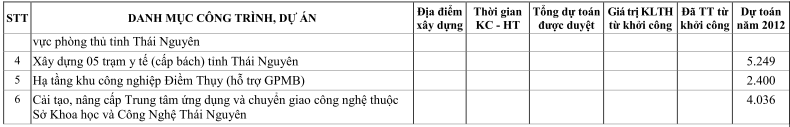 STT DANH MỤC CÔNG TRÌNH, DỰ ÁN Địa điểm xây dựng Thời gian KC - HT Tổng dự toán được duyệt Giá trị KLTH từ khởi công Đã TT từ khởi công Dự toán năm 2012
vực phòng thủ tỉnh Thái Nguyên
4 Xây dựng 05 trạm y tế (cấp bách) tỉnh Thái Nguyên 5.249
5 Hạ tầng khu công nghiệp Điềm Thụy (hỗ trợ GPMB) 2.400
6 Cải tạo, nâng cấp Trung tâm ứng dụng và chuyển giao công nghệ thuộc 4.036
Sở Khoa học và Công Nghệ Thái Nguyên